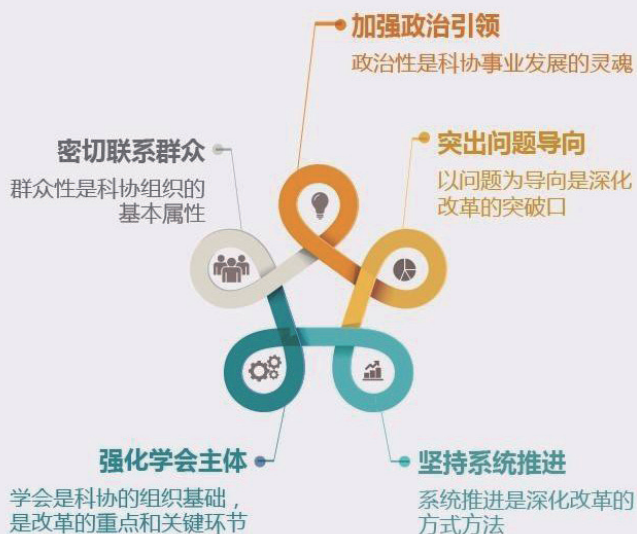 加强政治引领
政治性是科协事业发展的灵魂
突出问题导向
以问题为导向是深化
改革的突破口
密切联系群众
群众性是科协组织的
基本属性
强化学会主体
学会是科协的组织基础，
是改革的重点和关键环节
坚持系统推进
系统推进是深化改革的
方式方法